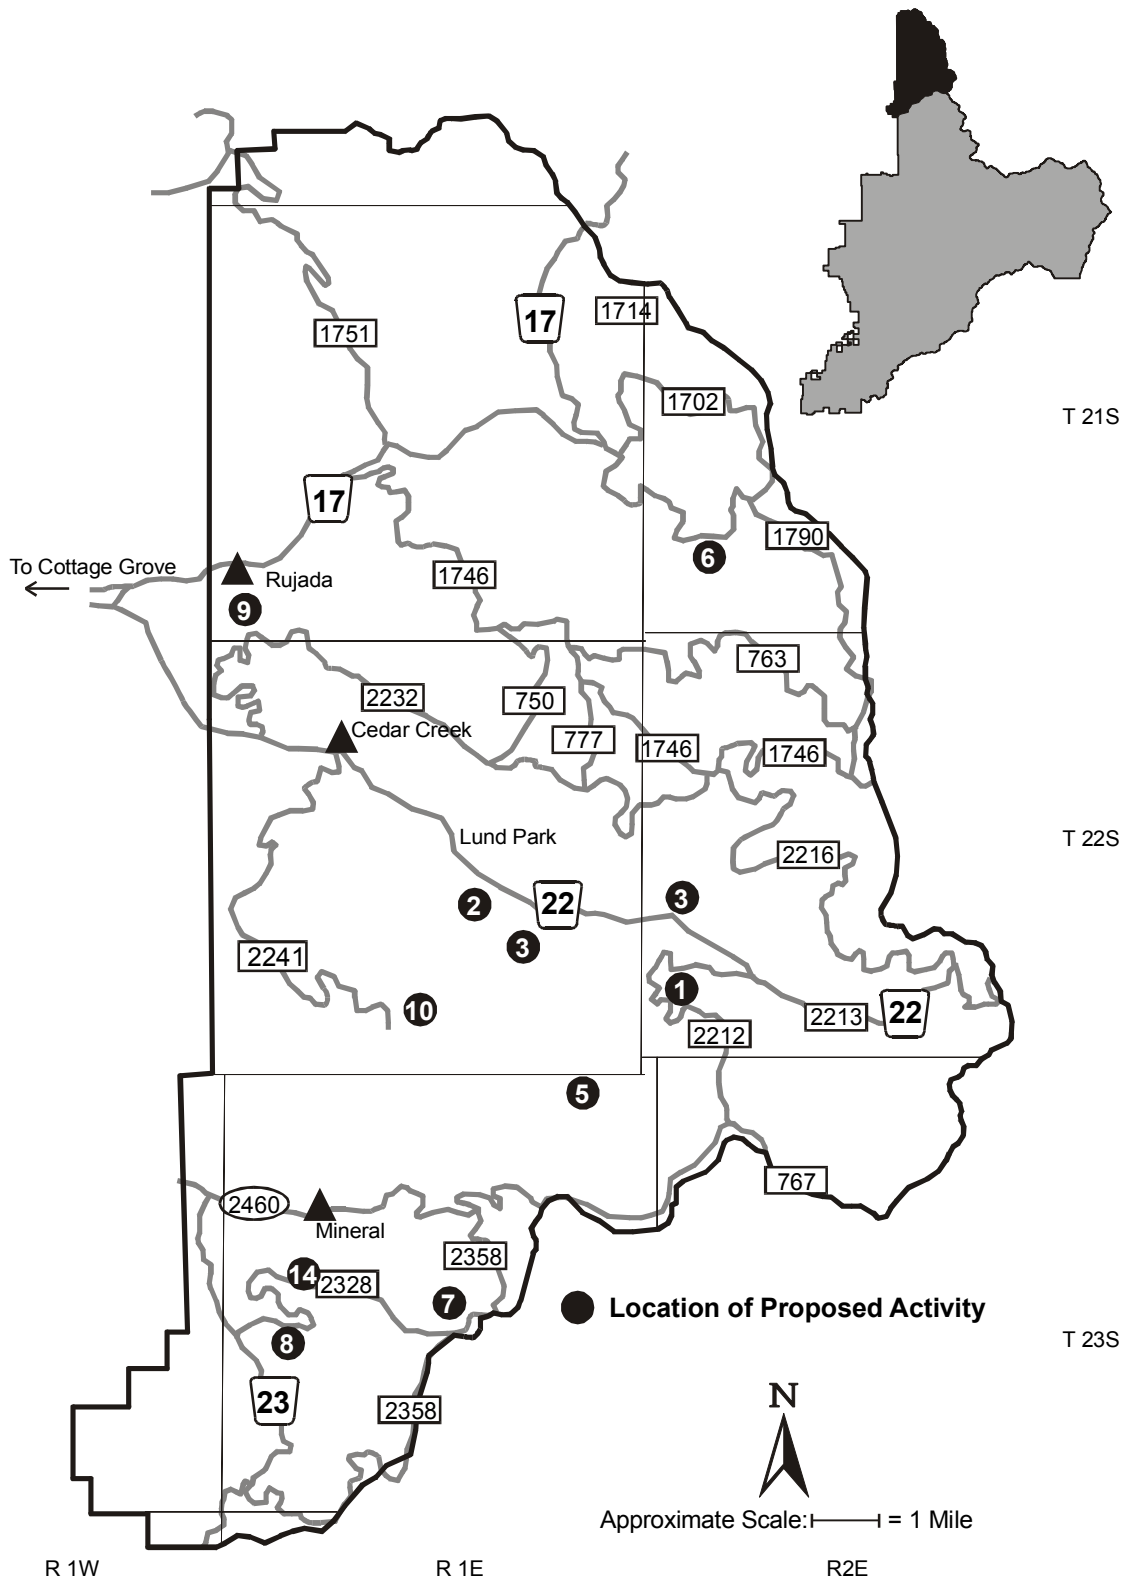 17
1714
1751
1702
T 21S
17
1790
6
To Cottage Grove
Rujada
1746
9
763
2232
750
Cedar Creek
777
1746
1746
Lund Park
T 22S
2216
2
22
3
3
2241
1
10
2213
22
2212
5
767
2460
Mineral
2358
14
2328
7
Location of Proposed Activity
8
T 23S
23
2358
N
Approximate Scale: = 1 Mile
R 1W
R 1E
R2E